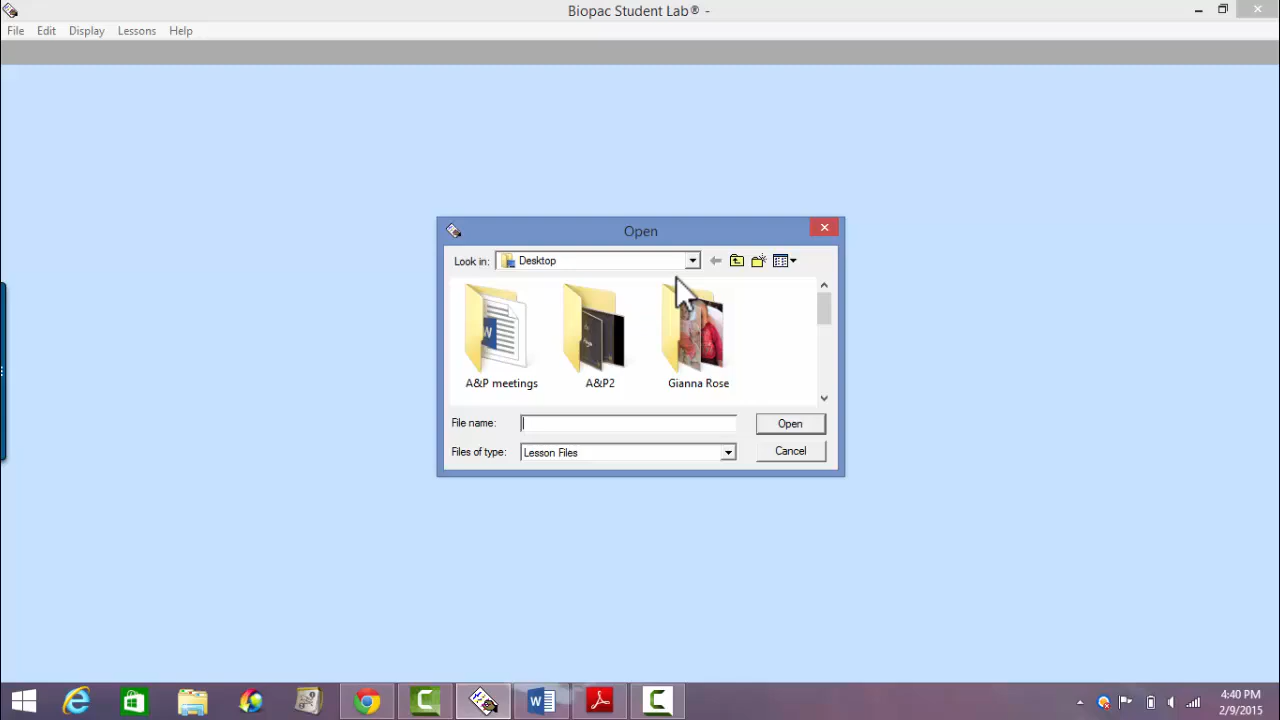 Biopac Student Lab® -
File Edit Display Lessons Help
Open
Look in: Desktop
A&P meetings A&P2 Gianna Rose
File name: Open
Files of type: Lesson Files Cancel
4:40 PM
2/9/2015